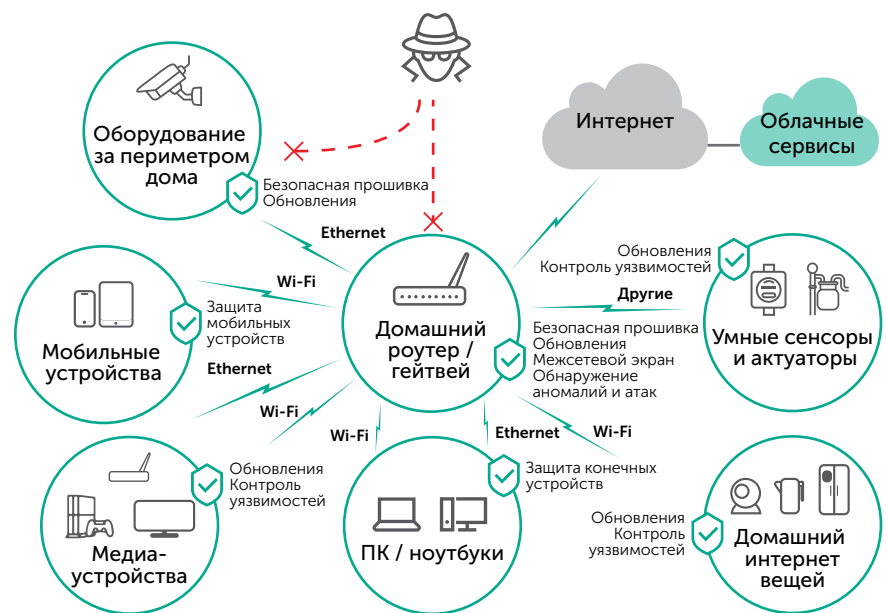 Интернет
Облачные
сервисы
Оборудование
за периметром
дома
Безопасная прошивка
Обновления
Ethernet
Wi-Fi
Обновления
Контроль уязвимостей
Другие
Защита
мобильных
устройств
Мобильные
устройства
Домашний
роутер /
гейтвей
Безопасная прошивка
Обновления
Межсетевой экран
Обнаружение
аномалий и атак
Умные сенсоры
и актуаторы
Ethernet
Wi-Fi
Wi-Fi
Ethernet
Wi-Fi
Обновления
Контроль
уязвимостей
Медиа-
устройства
Защита конечных
устройств
ПК / ноутбуки
Обновления
Контроль
уязвимостей
Домашний
интернет
вещей